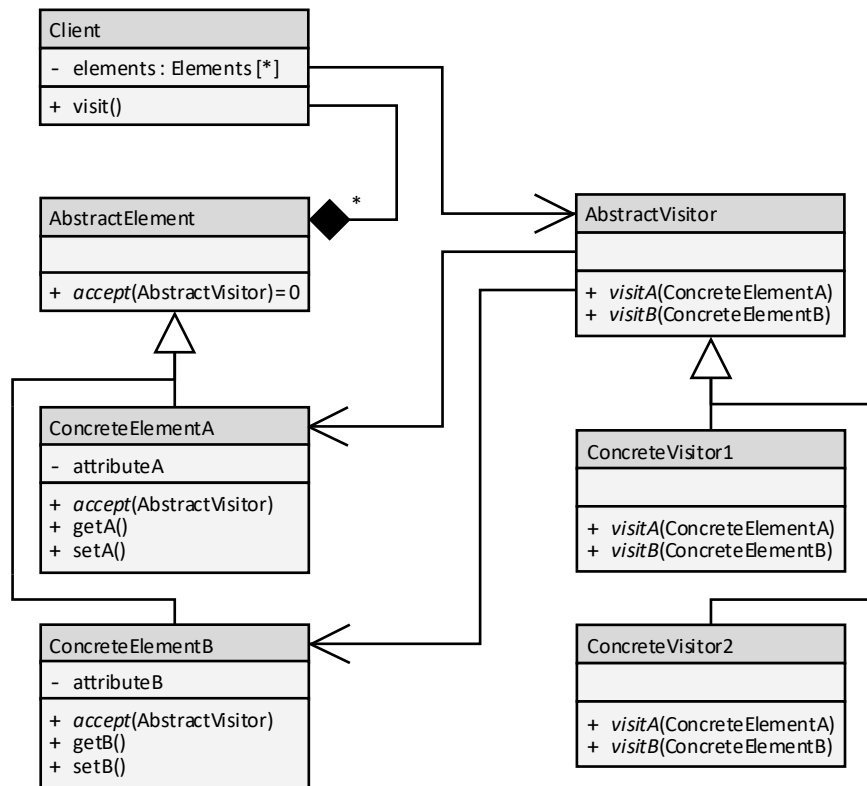 Client
- elements : Elements [*]
+ visit()
AbstractElement
+ accept(AbstractVisitor)=0
*
AbstractVisitor
+ visitA(ConcreteElementA)
+ visitB(ConcreteElementB)
ConcreteElementA
- attributeA
+ accept(AbstractVisitor)
+ getA()
+ setA()
ConcreteVisitor1
+ visitA(ConcreteElementA)
+ visitB(ConcreteElementB)
ConcreteElementB
- attributeB
+ accept(AbstractVisitor)
+ getB()
+ setB()
ConcreteVisitor2
+ visitA(ConcreteElementA)
+ visitB(ConcreteElementB)